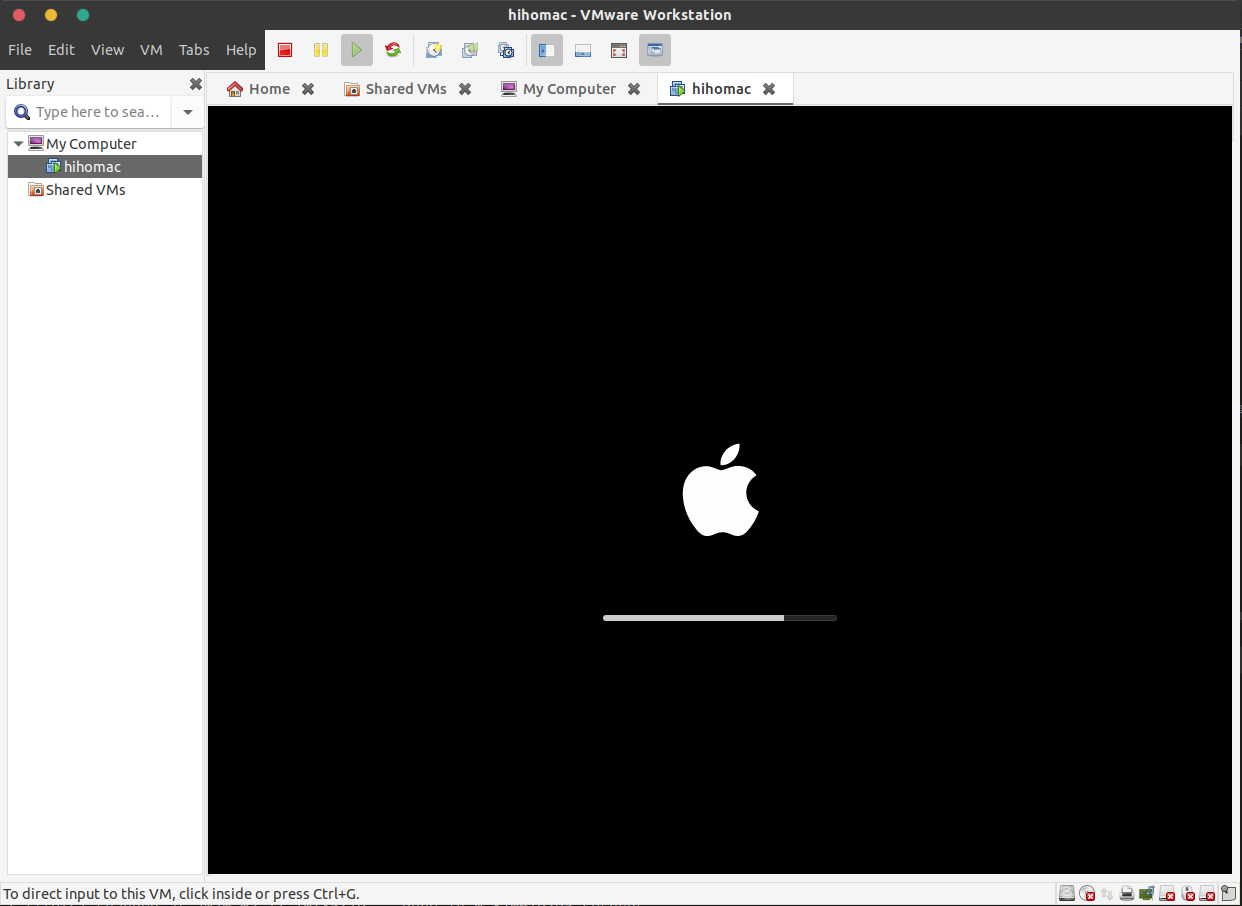 hihomac - VMware Workstation
File Edit View VM Tabs Help
Library
Home Shared VMs My Computer hihomac
Type here to sea...
My Computer
hihomac
Shared VMs
To direct input to this VM, click inside or press Ctrl+G.